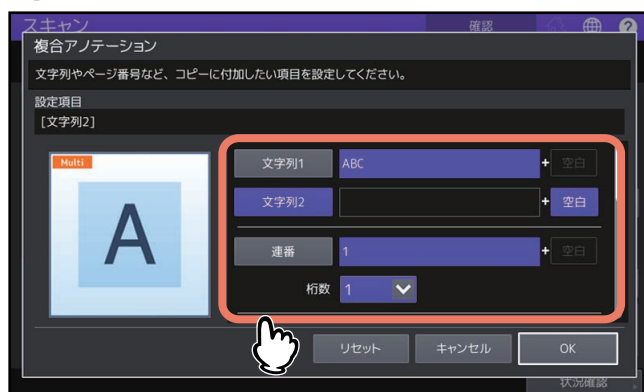 スキャン 確認
複合アノテーション
文字列やページ番号など、コピーに付加したい項目を設定してください。
設定項目
[文字列2]
Multi
A
文字列1 ABC + 空白
文字列2 + 空白
連番 1 + 空白
桁数 1
リセット キャンセル OK
状況確認